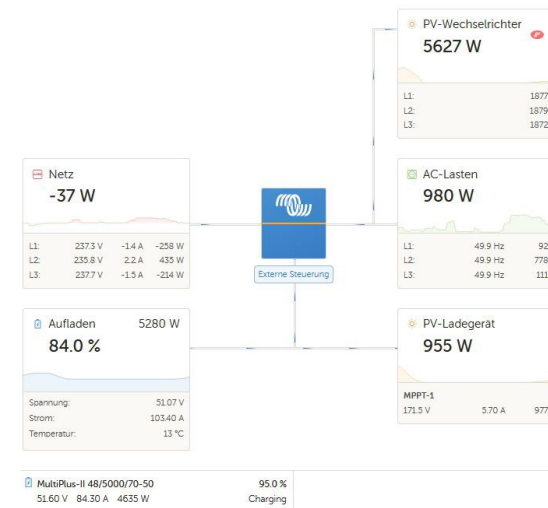 PV-Wechselrichter
5627 W
L1: 1877
L2: 1879
L3: 1872
Netz
-37 W
L1: 237.3 V -1.4 A -258 W
L2: 235.8 V 2.2 A 435 W
L3: 237.7 V -1.5 A -214 W
Externe Steuerung
AC-Lasten
980 W
L1: 49.9 Hz 92
L2: 49.9 Hz 778
L3: 49.9 Hz 111
Aufladen 5280 W
84.0 %
Spannung: 51.07 V
Strom: 103.40 A
Temperatur: 13 °C
PV-Ladegerät
955 W
MPPT-1
171.5 V 5.70 A 977
MultiPlus-II 48/5000/70-50 95.0 %
51.60 V 84.30 A 4635 W Charging